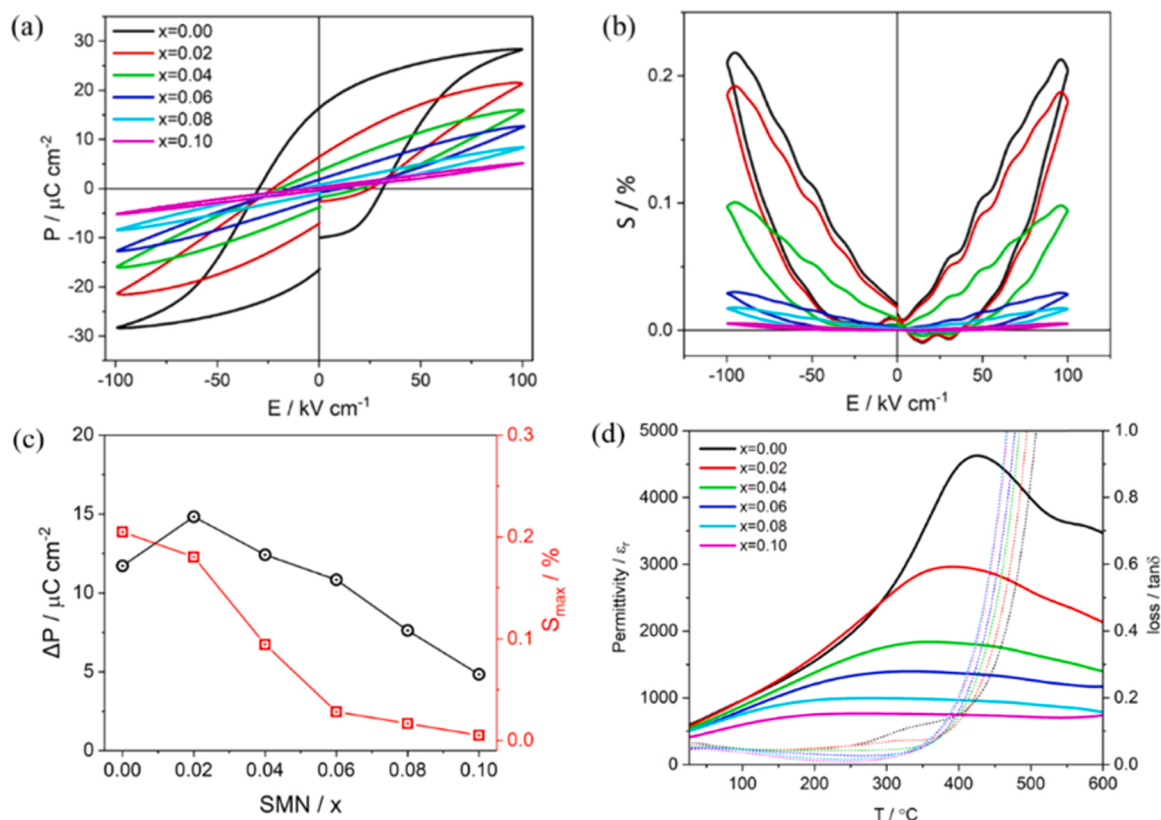 (a)
x=0.00
x=0.02
x=0.04
x=0.06
x=0.08
x=0.10
30
20
10
0
-10
-20
-30
P / μC cm⁻²
-100 -50 0 50 100
E / kV cm⁻¹
(b)
0.2
0.1
0.0
S / %
-100 -50 0 50 100
E / kV cm⁻¹
(c)
20
15
10
5
0
ΔP / μC cm⁻²
0.3
0.2
0.1
0.0
Smax / %
0.00 0.02 0.04 0.06 0.08 0.10
SMN / x
(d)
x=0.00
x=0.02
x=0.04
x=0.06
x=0.08
x=0.10
5000
4000
3000
2000
1000
0
Permittivity / εr
1.0
0.8
0.6
0.4
0.2
0.0
loss / tanδ
100 200 300 400 500 600
T / °C